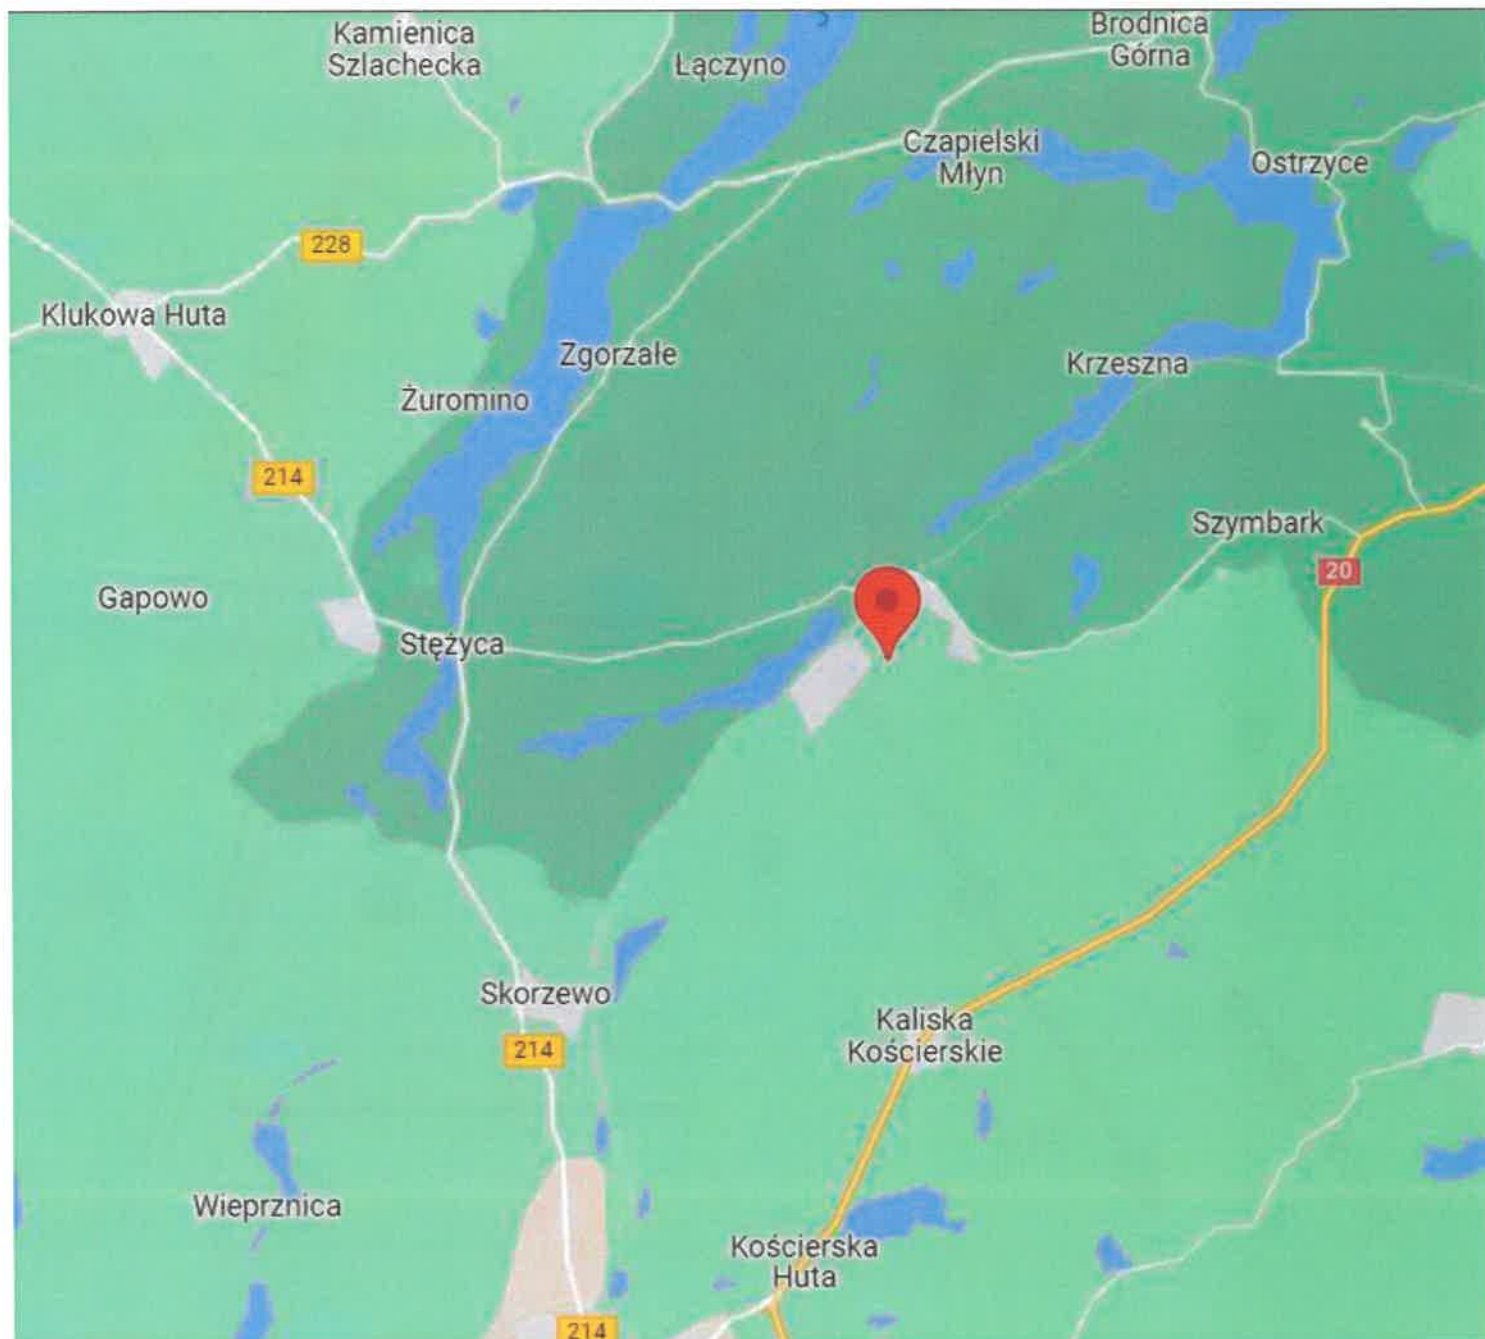 Kamienica
Szlachecka
Łączyno
Brodnica
Górna
Czapielski
Młyn
Ostrzyce
228
Klukowa Huta
Zgorzałe
Krzeszna
Żuromino
214
Szymbark
20
Gapowo
Stężyca
Skorzewo
214
Kaliska
Kościerskie
Wieprznica
Kościerska
Huta
214